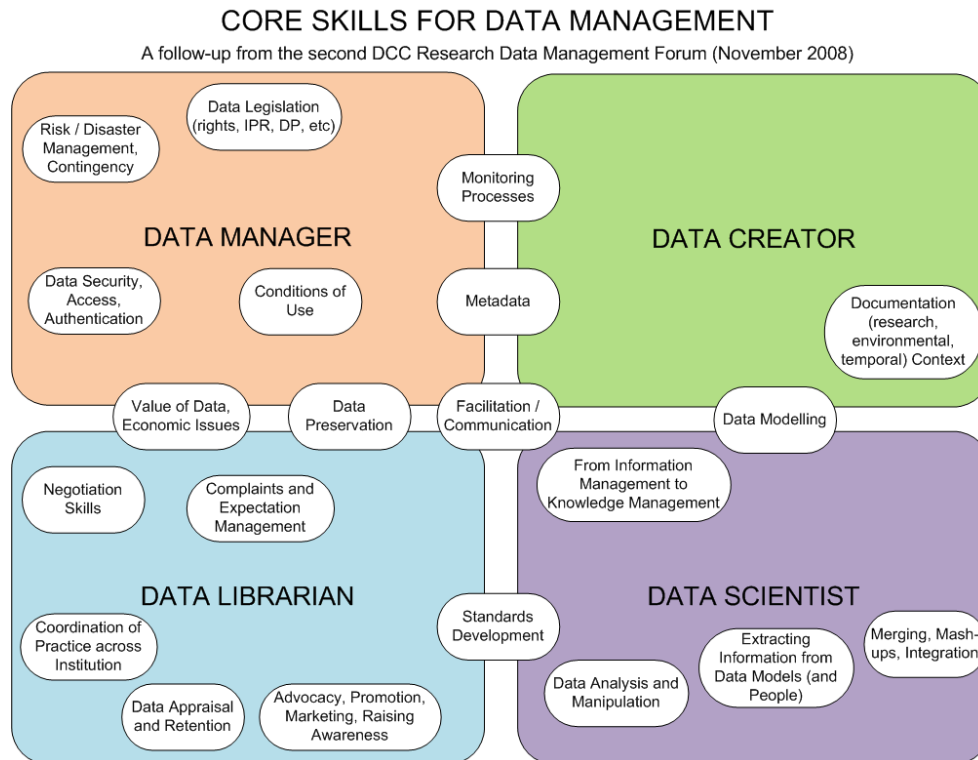 CORE SKILLS FOR DATA MANAGEMENT
A follow-up from the second DCC Research Data Management Forum (November 2008)
Data Legislation
(rights, IPR, DP, etc)
Risk / Disaster
Management,
Contingency
Monitoring
Processes
DATA MANAGER
DATA CREATOR
Data Security,
Access,
Authentication
Conditions of
Use
Metadata
Documentation
(research,
environmental,
temporal) Context
Value of Data,
Economic Issues
Data
Preservation
Facilitation /
Communication
Data Modelling
Negotiation
Skills
Complaints and
Expectation
Management
From Information
Management to
Knowledge Management
DATA LIBRARIAN
DATA SCIENTIST
Coordination of
Practice across
Institution
Standards
Development
Extracting
Information from
Data Models (and
People)
Merging, Mash-
ups, Integration
Data Analysis and
Manipulation
Data Appraisal
and Retention
Advocacy, Promotion,
Marketing, Raising
Awareness